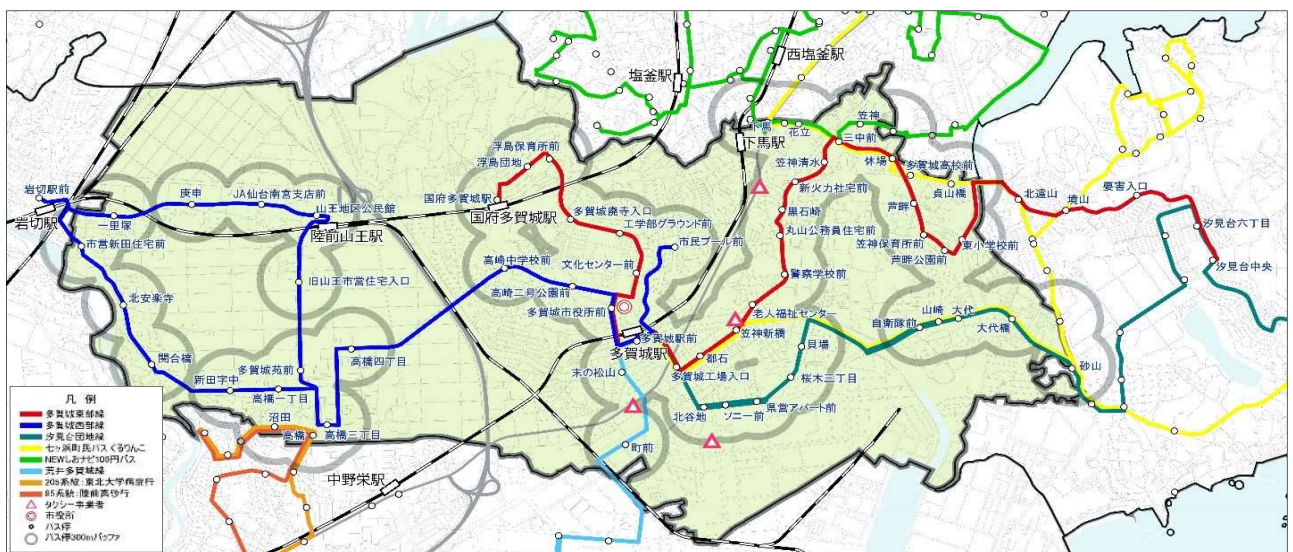 西塩釜駅
塩釜駅
下馬
花立
笠神
三中前
下馬駅
浮島保育所前
浮島団地
笠神清水
休場
多賀城高校前
岩切駅前
庚申
JA仙台南宮支店前
国府多賀城駅
新火力社宅前
貞山橋
北遠山
境山
要害入口
山王地区公民館
国府多賀城駅
多賀城廃寺入口
黒石崎
芦畔
岩切駅
一里塚
陸前山王駅
工学部グラウンド前
丸山公務員住宅前
汐見台六丁目
市営新田住宅前
市民プール前
笠神保育所前
東小学校前
芦畔公園前
高崎中学校前
文化センター前
警察学校前
汐見台中央
旧山王市営住宅入口
高崎二号公園前
北安楽寺
多賀城市役所前
老人福祉センター
山崎
大代
自衛隊前
大代橋
多賀城駅前
笠神新橋
多賀城駅
高橋四丁目
都石
貝場
関合橋
多賀城苑前
末の松山
多賀城工場入口
砂山
新田字中
高橋一丁目
桜木三丁目
北谷地
ソニー前
県営アパート前
沼田
高橋
高橋三丁目
町前
中野栄駅
凡例
多賀城東部線
多賀城西部線
汐見台団地線
七ヶ浜町民バス ぐるりんこ
NEWしおナビ100円バス
荒井多賀城線
205系統:東北大学病院行
85系統:陸前高砂行
タクシー事業者
市役所
バス停
バス停300mバッファ